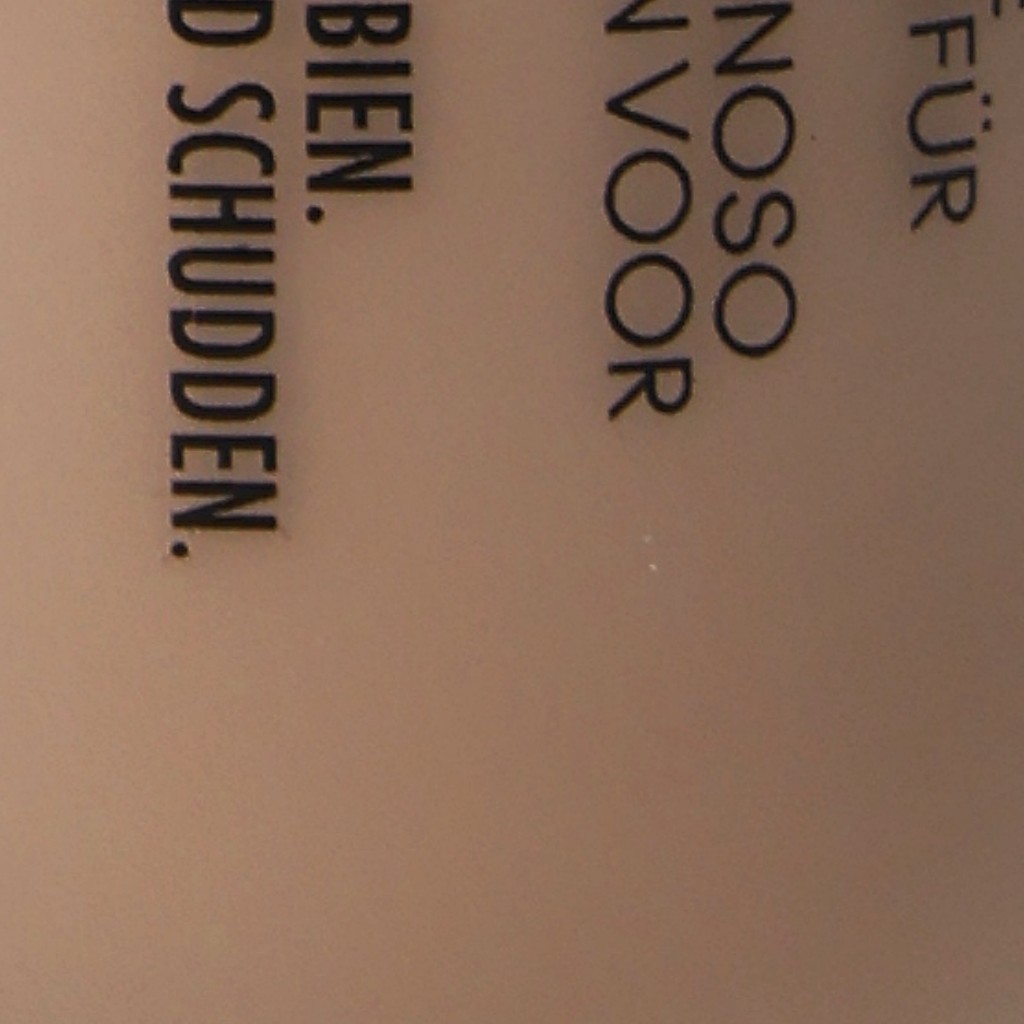 FÜR
NOSO
N VOOR
BIEN.
D SCHUDDEN.